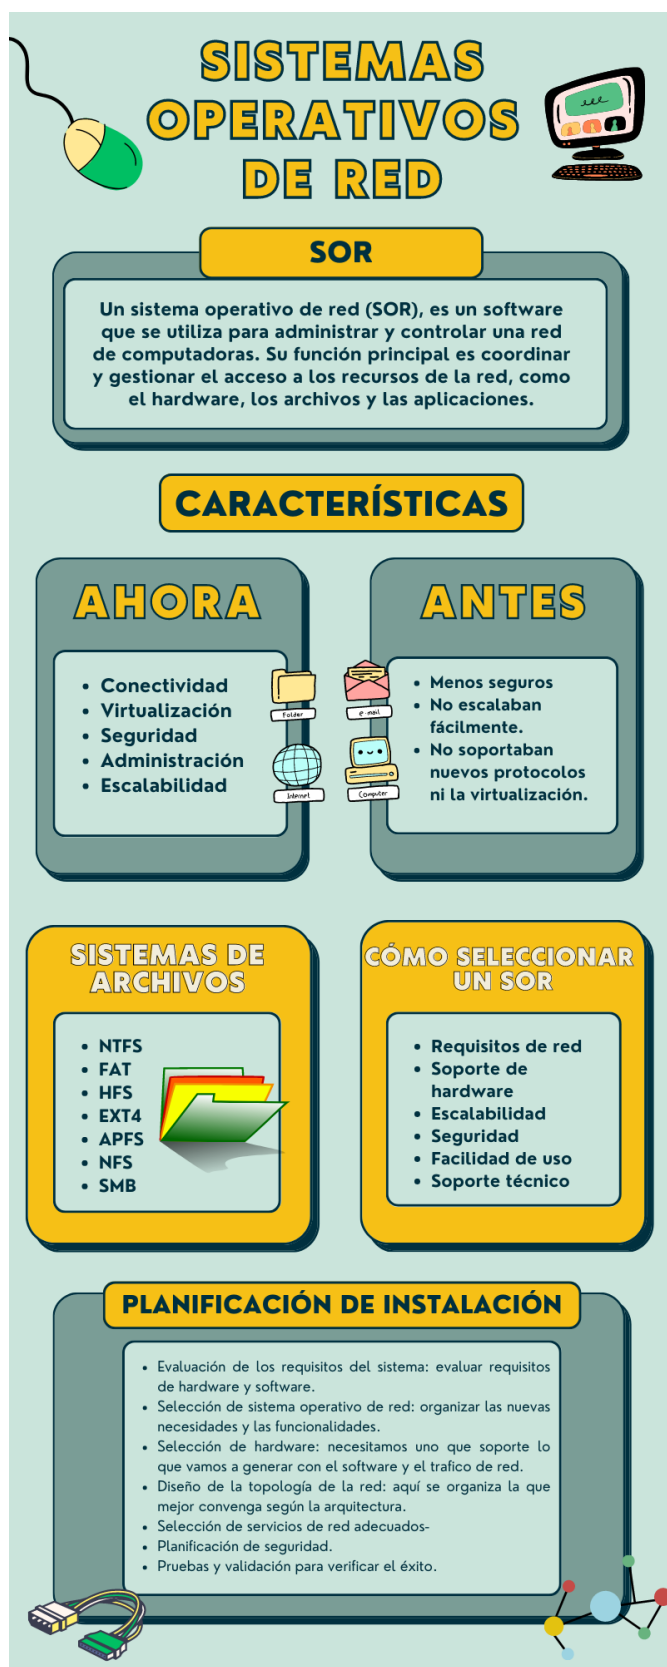 SISTEMAS
OPERATIVOS
DE RED
SOR
Un sistema operativo de red (SOR), es un software
que se utiliza para administrar y controlar una red
de computadoras. Su función principal es coordinar
y gestionar el acceso a los recursos de la red, como
el hardware, los archivos y las aplicaciones.
CARACTERÍSTICAS
AHORA
• Conectividad
• Virtualización
• Seguridad
• Administración
• Escalabilidad
Folder
e-mail
Internet
Computer
ANTES
• Menos seguros
• No escalaban
fácilmente.
• No soportaban
nuevos protocolos
ni la virtualización.
SISTEMAS DE
ARCHIVOS
• NTFS
• FAT
• HFS
• EXT4
• APFS
• NFS
• SMB
CÓMO SELECCIONAR
UN SOR
• Requisitos de red
• Soporte de
hardware
• Escalabilidad
• Seguridad
• Facilidad de uso
• Soporte técnico
PLANIFICACIÓN DE INSTALACIÓN
• Evaluación de los requisitos del sistema: evaluar requisitos
de hardware y software.
• Selección de sistema operativo de red: organizar las nuevas
necesidades y las funcionalidades.
• Selección de hardware: necesitamos uno que soporte lo
que vamos a generar con el software y el trafico de red.
• Diseño de la topología de la red: aquí se organiza la que
mejor convenga según la arquitectura.
• Selección de servicios de red adecuados-
• Planificación de seguridad.
• Pruebas y validación para verificar el éxito.